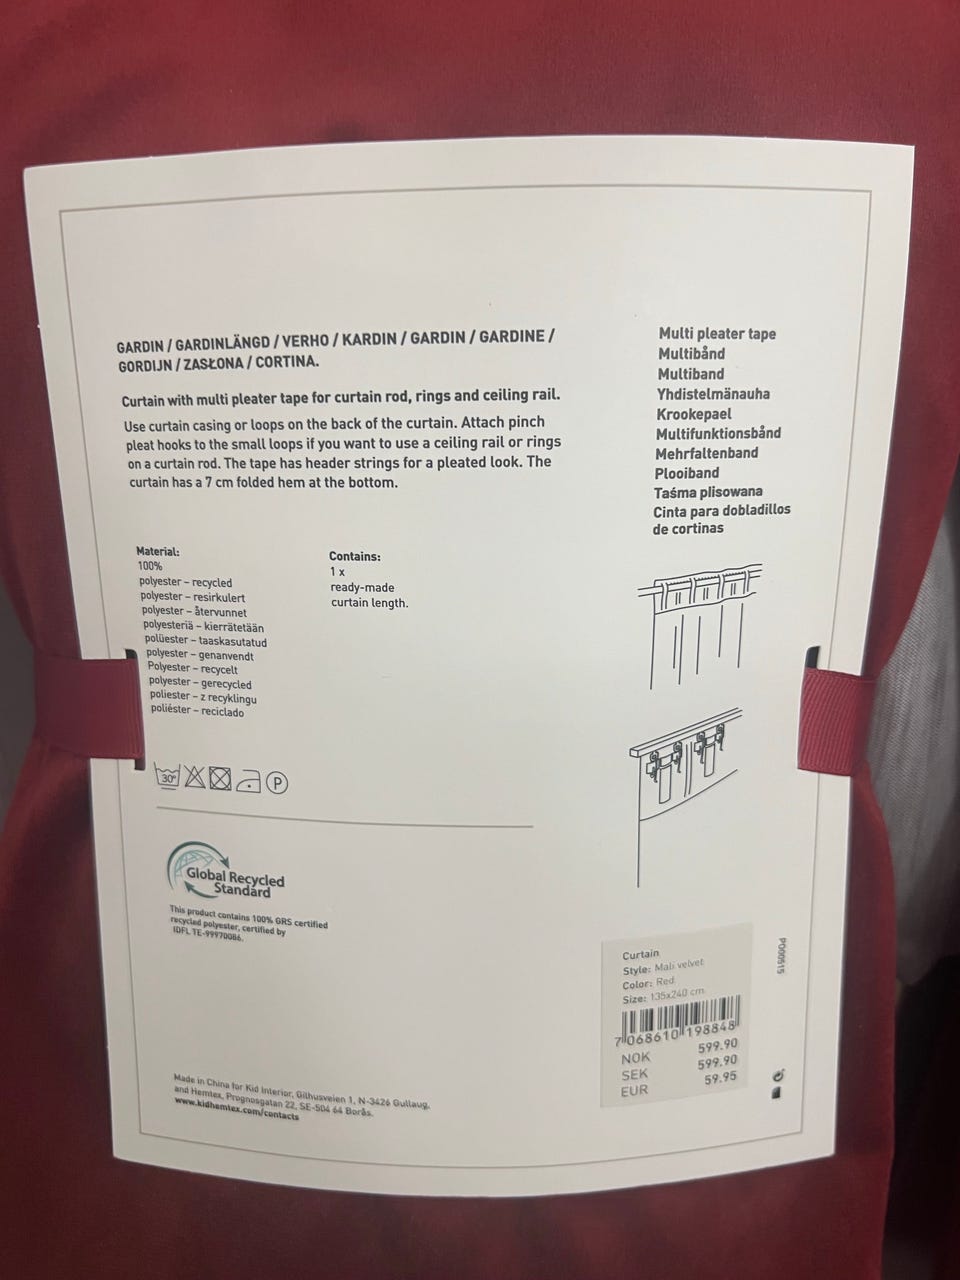 GARDIN / GARDINLÄNGD / VERHO / KARDIN / GARDIN / GARDINE /
GORDIJN / ZASŁONA / CORTINA.
Curtain with multi pleater tape for curtain rod, rings and ceiling rail.
Use curtain casing or loops on the back of the curtain. Attach pinch
pleat hooks to the small loops if you want to use a ceiling rail or rings
on a curtain rod. The tape has header strings for a pleated look. The
curtain has a 7 cm folded hem at the bottom.
Multi pleater tape
Multibånd
Multiband
Yhdistelmänauha
Krookepael
Multifunktionsbånd
Mehrfaltenband
Plooiband
Taśma plisowana
Cinta para dobladillos
de cortinas
Material:
100%
polyester – recycled
polyester – resirkulert
polyester – återvunnet
polyesteriä – kierrätetään
polüester – taaskasutatud
polyester – genanvendt
Polyester – recycelt
polyester – gerecycled
poliester – z recyklingu
poliéster – reciclado
Contains:
1 x
ready-made
curtain length.
30°
P
Global Recycled
Standard
This product contains 100% GRS certified
recycled polyester, certified by
IDFL TE-99970086.
Made in China for Kid Interior, Gilhusveien 1, N-3426 Gullaug,
and Hemtex, Prognosgatan 22, SE-504 64 Borås.
www.kidhemtex.com/contacts
Curtain
Style: Mali velvet
Color: Red
Size: 135x240 cm
7 068610 198848
NOK 599.90
SEK 599.90
EUR 59.95
PO00515